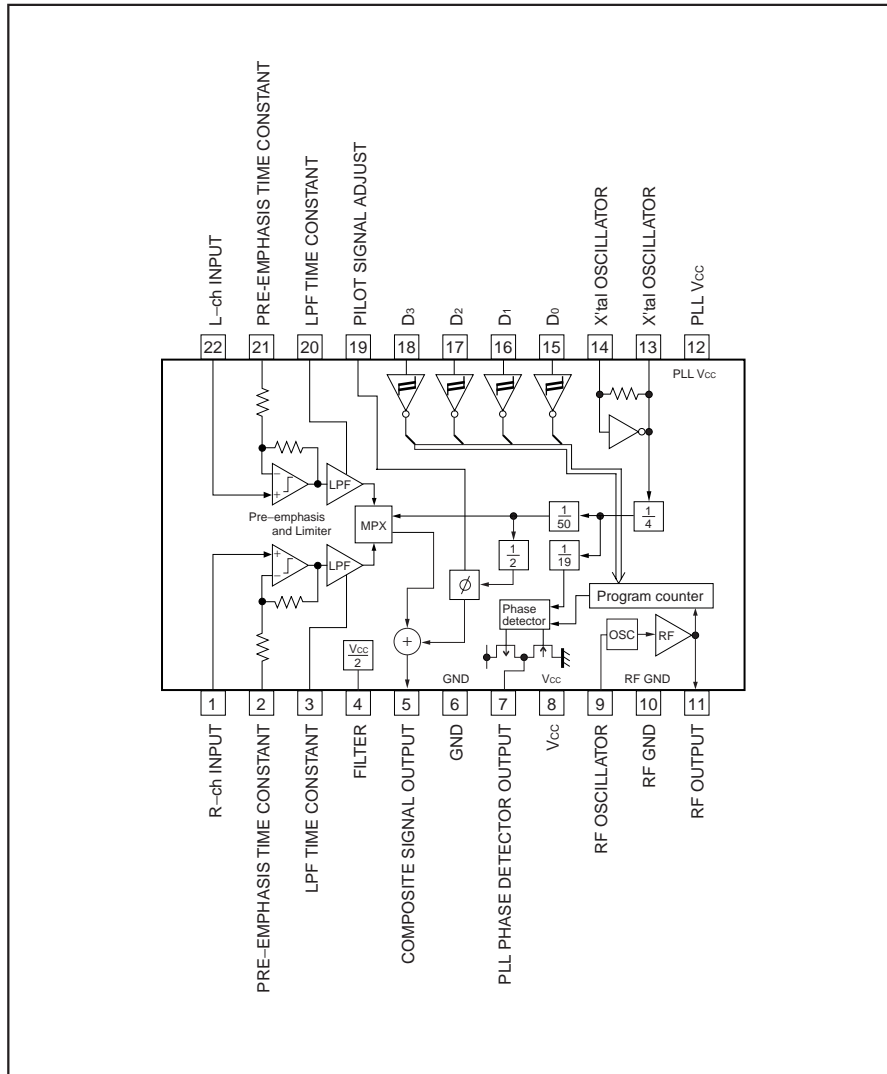 L–ch INPUT
PRE-EMPHASIS TIME CONSTANT
LPF TIME CONSTANT
PILOT SIGNAL ADJUST
D3
D2
D1
D0
X'tal OSCILLATOR
X'tal OSCILLATOR
PLL VCC
22
21
20
19
18
17
16
15
14
13
12
PLL VCC
–
+
LPF
Pre–emphasis
and Limiter
MPX
1
50
1
4
1
2
1
19
+
–
LPF
ø
Phase
detector
Program counter
+
VCC
2
OSC
RF
GND
VCC
RF GND
1
2
3
4
5
6
7
8
9
10
11
R–ch INPUT
PRE–EMPHASIS TIME CONSTANT
LPF TIME CONSTANT
FILTER
COMPOSITE SIGNAL OUTPUT
GND
PLL PHASE DETECTOR OUTPUT
VCC
RF OSCILLATOR
RF GND
RF OUTPUT